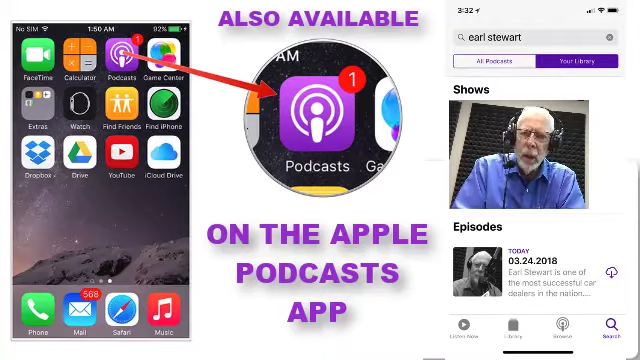 No SIM
1:50 AM
92%
FaceTime
Calculator
1
Podcasts
Game Center
Extras
Watch
Find Friends
Find iPhone
Dropbox
Drive
YouTube
iCloud Drive
568
Phone
Mail
Safari
Music
ALSO AVAILABLE
AM
1
Podcasts
Ga
ON THE APPLE
PODCASTS
APP
3:32
earl stewart
All Podcasts
Your Library
Shows
Episodes
TODAY
03.24.2018
Earl Stewart is one of
the most successful car
dealers in the nation....
Listen Now
Library
Browse
Search